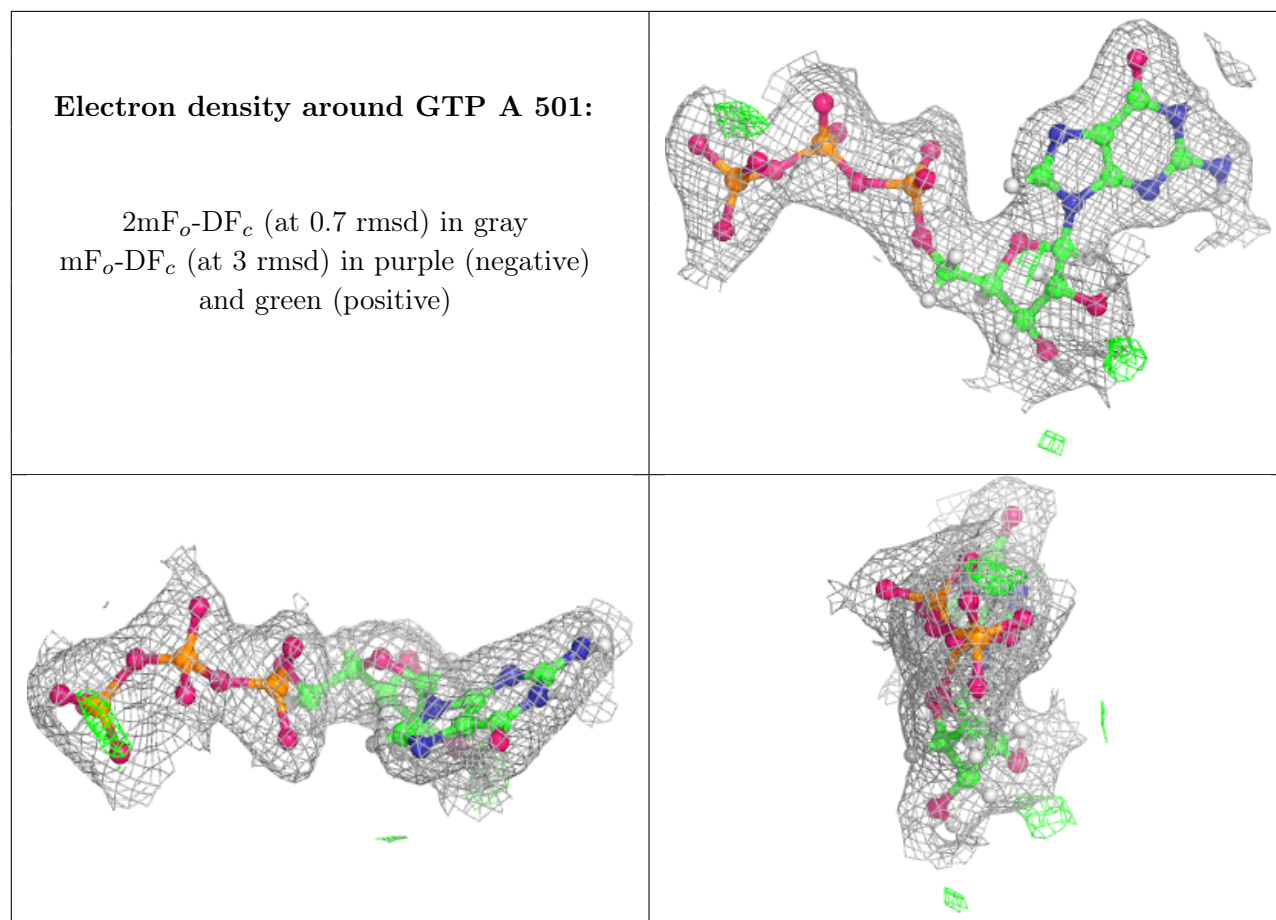 Electron density around GTP A 501:
2mFo-DFc (at 0.7 rmsd) in gray
mFo-DFc (at 3 rmsd) in purple (negative)
and green (positive)